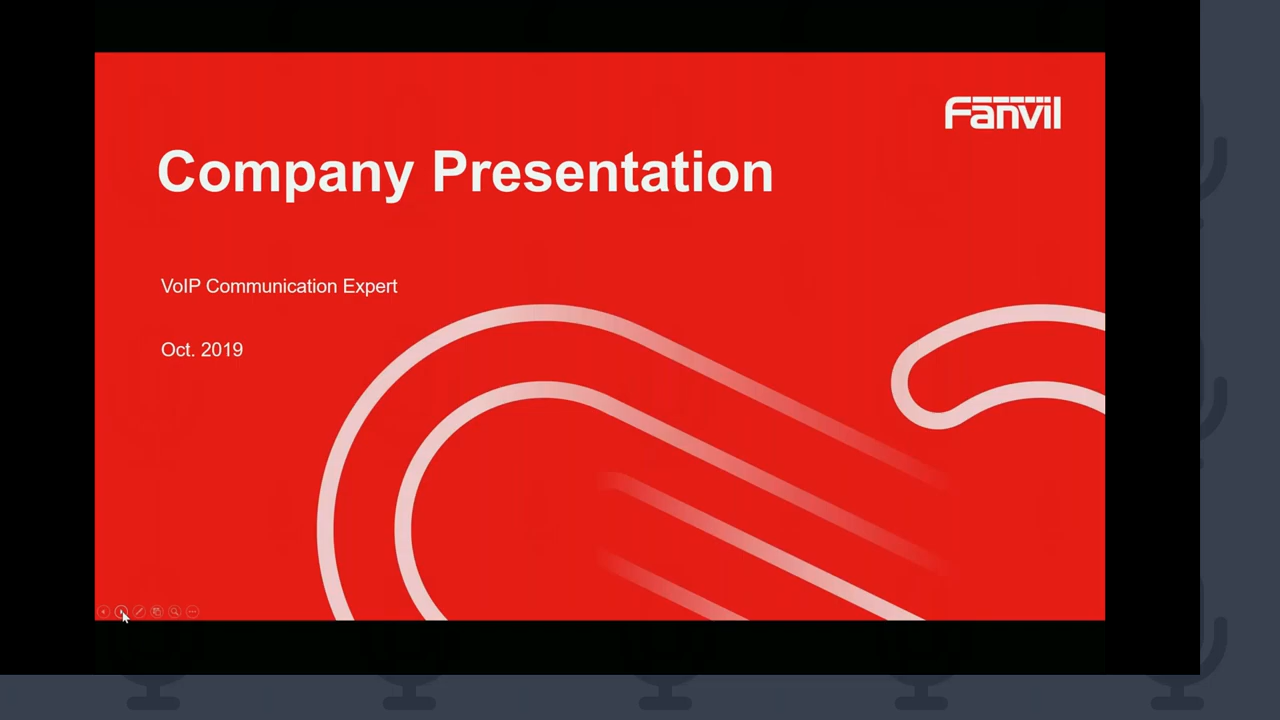 Fanvil
Company Presentation
VoIP Communication Expert
Oct. 2019